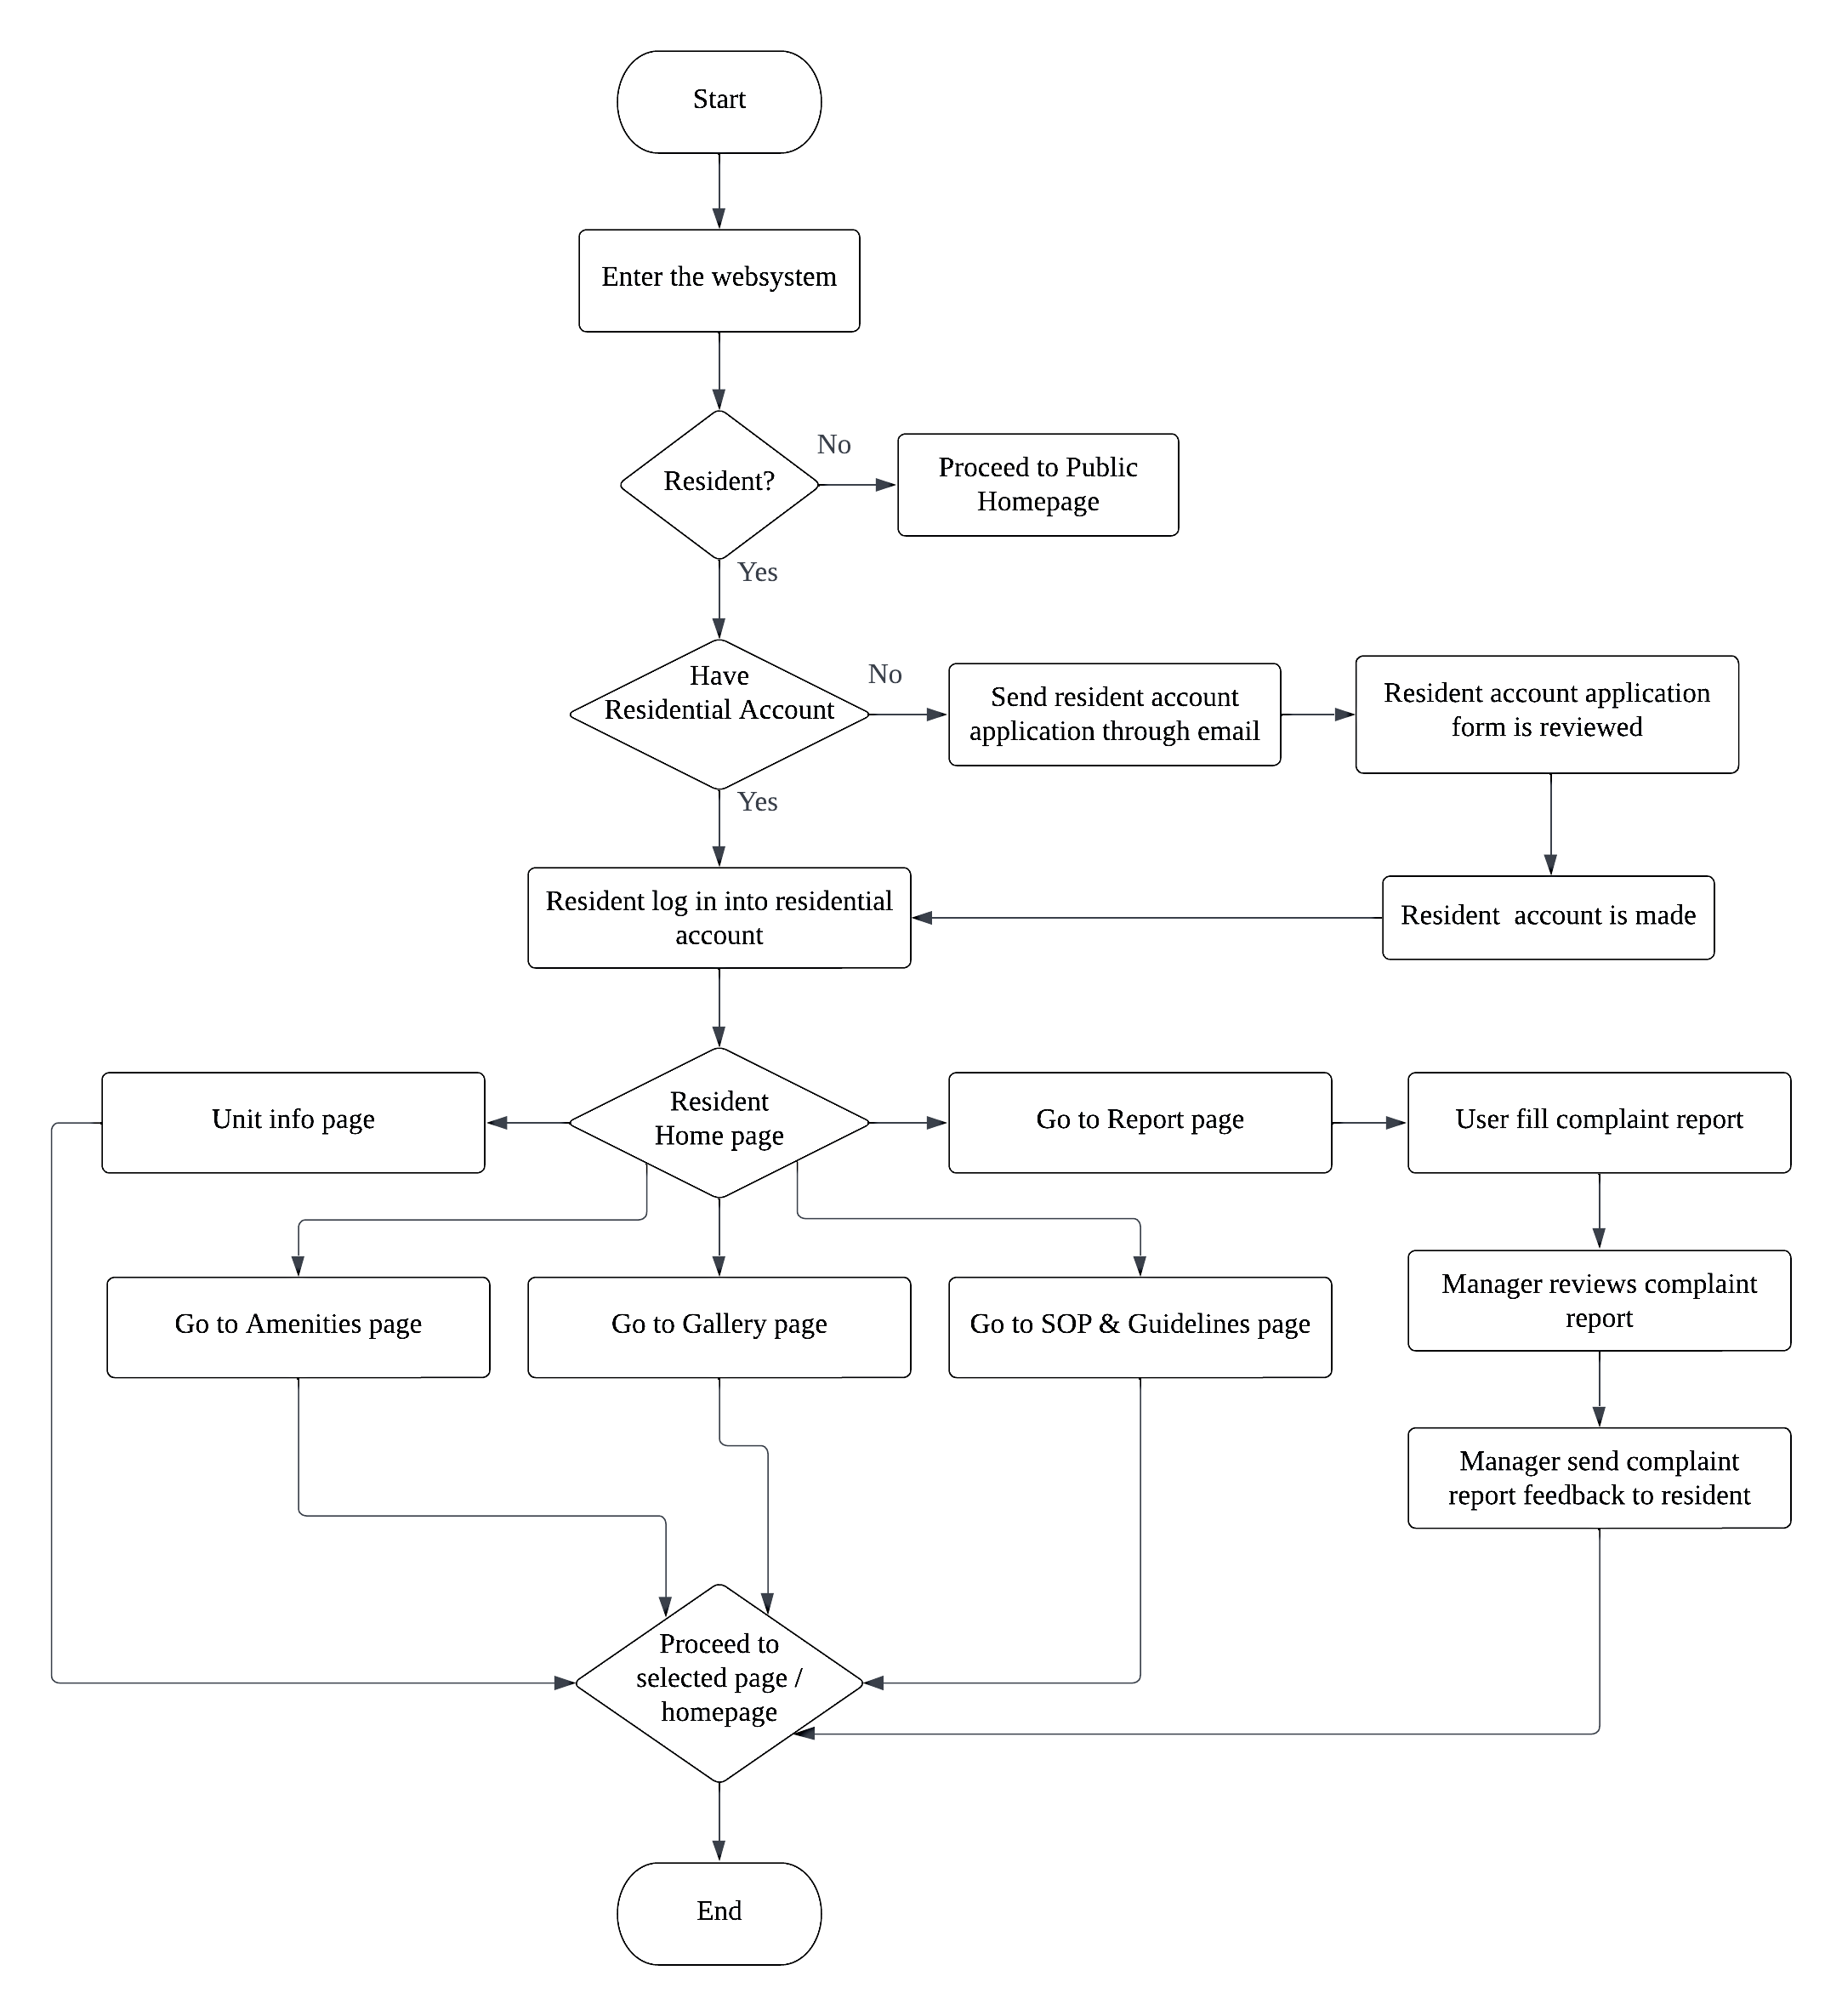 Start
Enter the websystem
Resident?
No
Proceed to Public
Homepage
Yes
Have
Residential Account
No
Send resident account
application through email
Resident account application
form is reviewed
Yes
Resident log in into residential
account
Resident  account is made
Unit info page
Resident
Home page
Go to Report page
User fill complaint report
Go to Amenities page
Go to Gallery page
Go to SOP & Guidelines page
Manager reviews complaint
report
Manager send complaint
report feedback to resident
Proceed to
selected page /
homepage
End